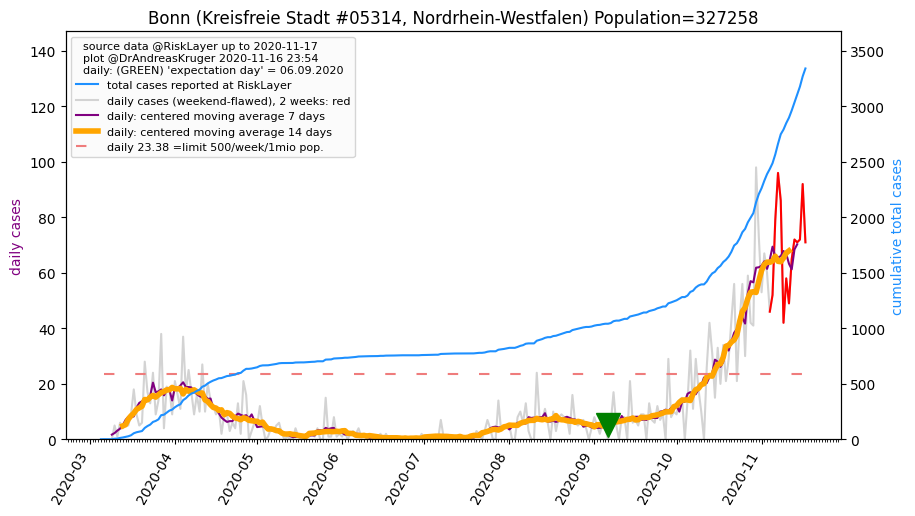 Bonn (Kreisfreie Stadt #05314, Nordrhein-Westfalen) Population=327258
source data @RiskLayer up to 2020-11-17
plot @DrAndreasKruger 2020-11-16 23:54
daily: (GREEN) 'expectation day' = 06.09.2020
total cases reported at RiskLayer
daily cases (weekend-flawed), 2 weeks: red
daily: centered moving average 7 days
daily: centered moving average 14 days
daily 23.38 =limit 500/week/1mio pop.
daily cases
140
120
100
80
60
40
20
0
cumulative total cases
3500
3000
2500
2000
1500
1000
500
0
2020-03
2020-04
2020-05
2020-06
2020-07
2020-08
2020-09
2020-10
2020-11